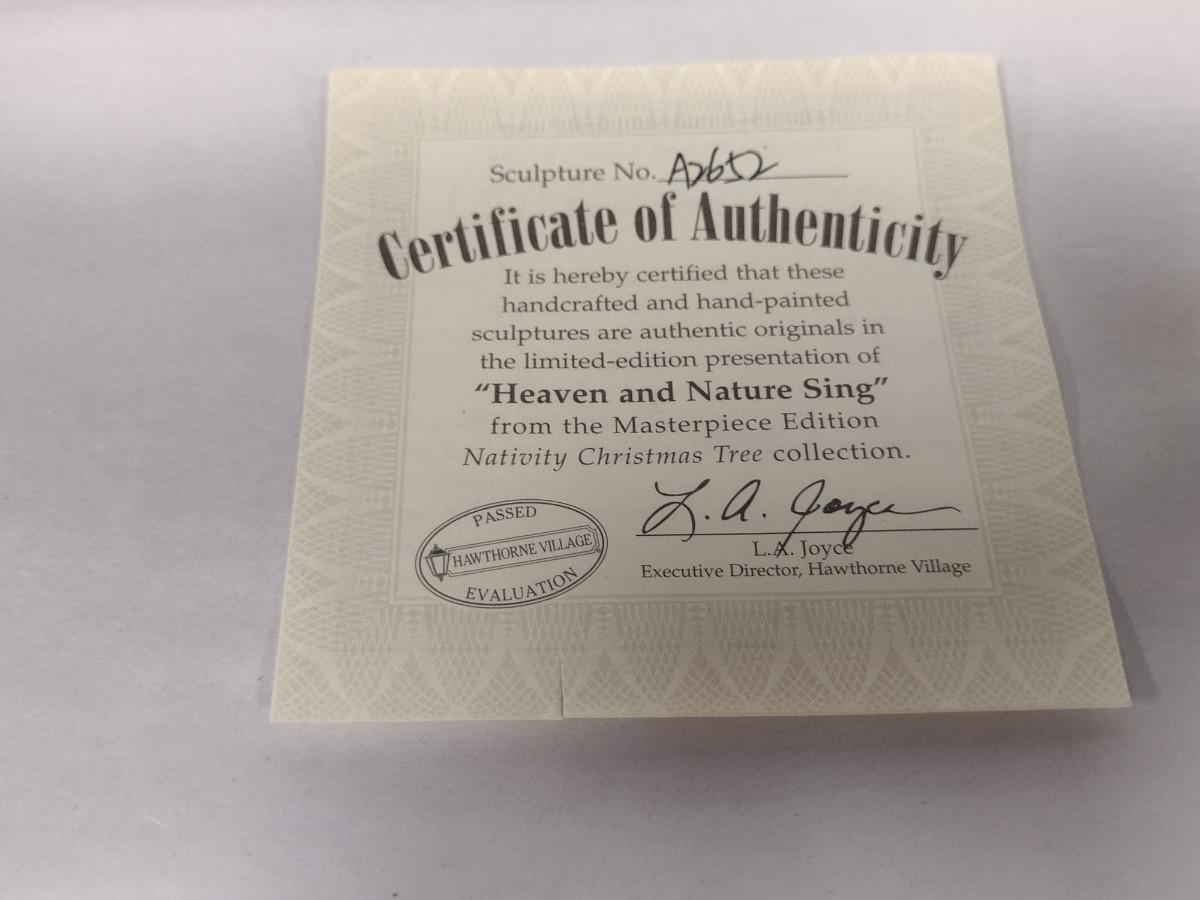 Sculpture No. A2652
Certificate of Authenticity
It is hereby certified that these
handcrafted and hand-painted
sculptures are authentic originals in
the limited-edition presentation of
“Heaven and Nature Sing”
from the Masterpiece Edition
Nativity Christmas Tree collection.
PASSED
HAWTHORNE VILLAGE
EVALUATION
L. A. Joyce
L.A. Joyce
Executive Director, Hawthorne Village